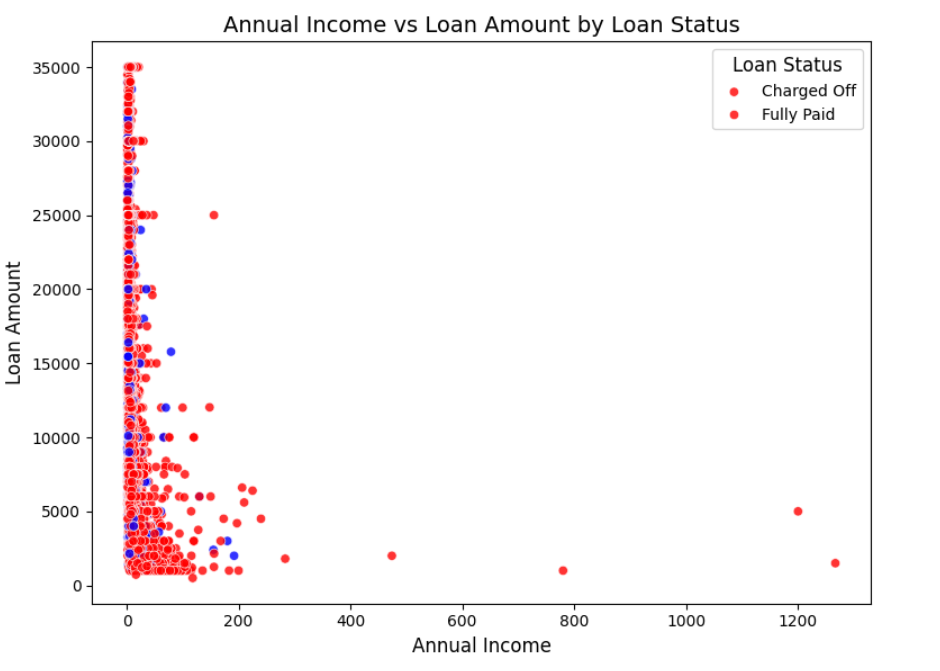 Annual Income vs Loan Amount by Loan Status
Loan Status
Charged Off
Fully Paid
Loan Amount
35000
30000
25000
20000
15000
10000
5000
0
0 200 400 600 800 1000 1200
Annual Income